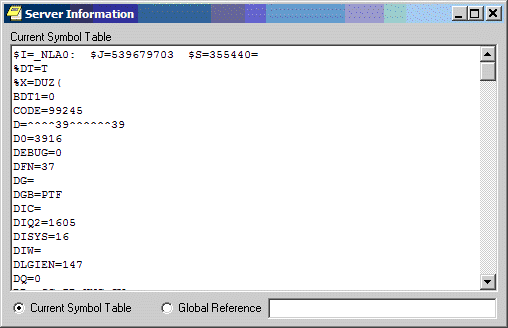 Server Information
Current Symbol Table
$I=_NLA0:  $J=539679703  $S=355440=
%DT=T
%X=DUZ(
BDT1=0
CODE=99245
D=^^^^39^^^^^^39
D0=3916
DEBUG=0
DFN=37
DG=
DGB=PTF
DIC=
DIQ2=1605
DISYS=16
DIW=
DLGIEN=147
DQ=0
Current Symbol Table
Global Reference